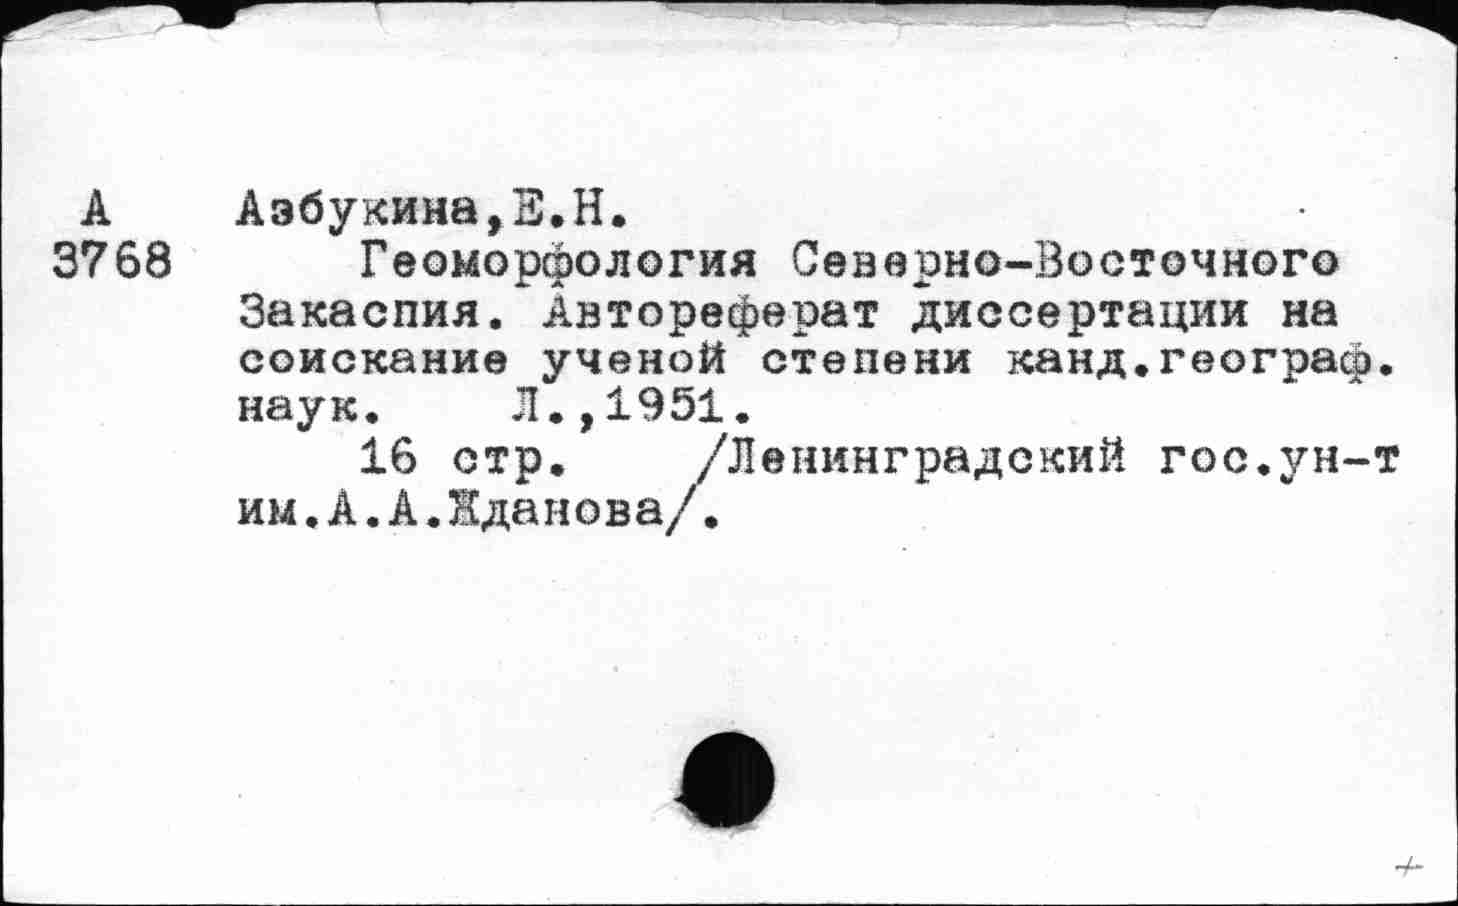 А Азбукина,Е.Н.
3768 Геоморфология Северно-Восточного
Закаспия. Автореферат диссертации на
соискание ученой степени канд.географ.
наук. Л.,1951.
16 стр. /Ленинградский гос.ун-т
им.А.А.Жданова/.
+